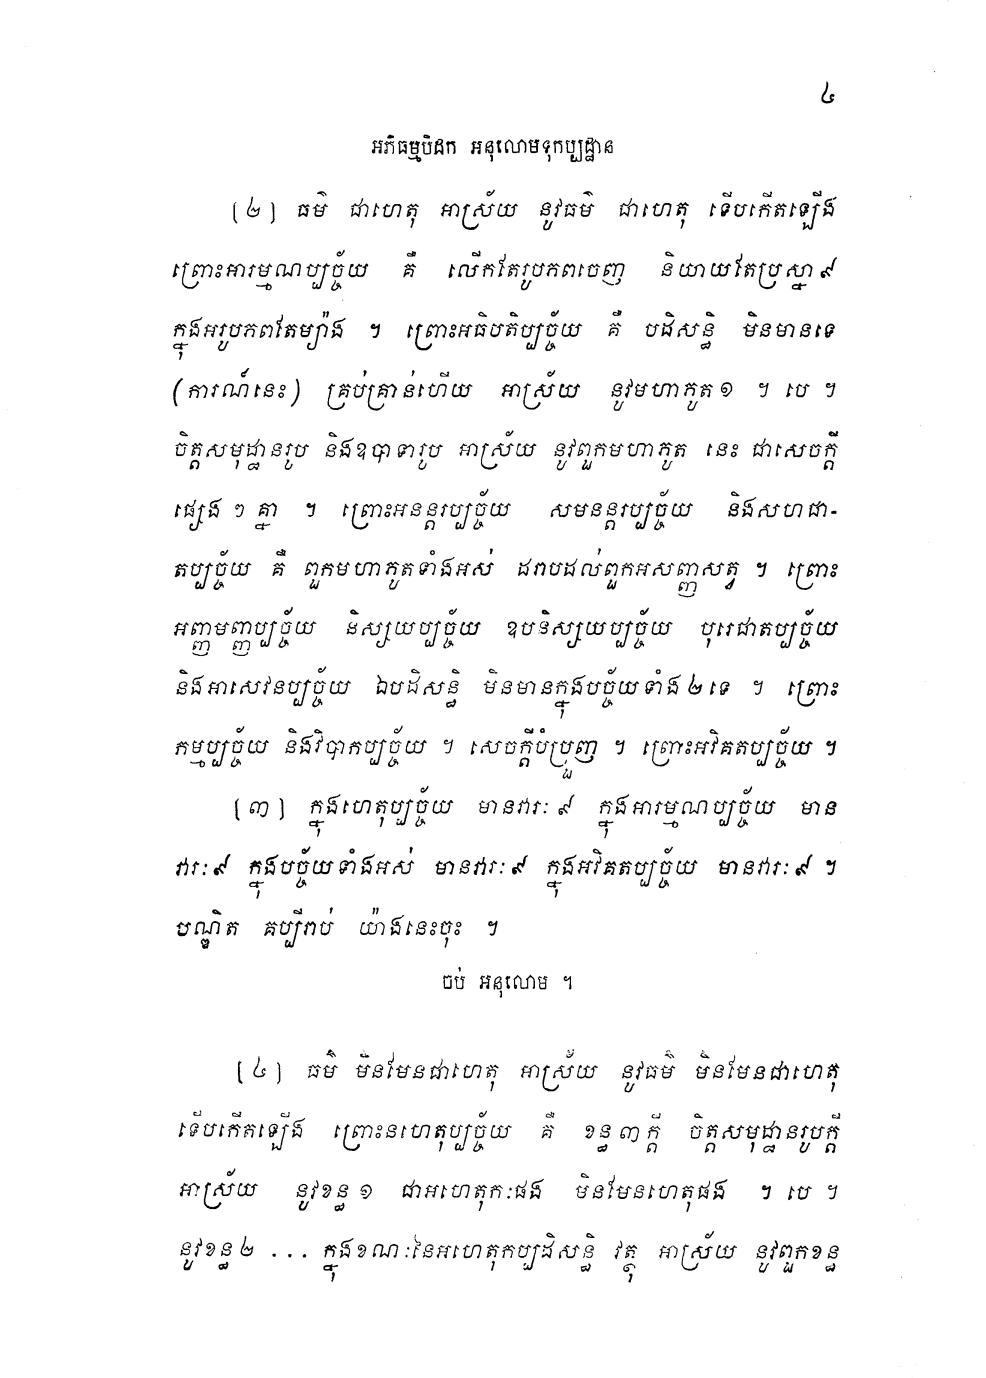 ៤
អភិធម្មបិដក អនុលោមទុកប្បដ្ឋាន
[២] ធម៌ ជាហេតុ អាស្រ័យ នូវធម៌ ជាហេតុ ទើបកើតឡើង
ព្រោះអារម្មណប្បច្ច័យ គឺ លើកតែរូបភពចេញ និយាយតែប្រស្នា៩
ក្នុងអរូបភពតែម្យ៉ាង ។ ព្រោះអធិបតិប្បច្ច័យ គឺ បដិសន្ធិ មិនមានទេ
(ការណ៍នេះ) គ្រប់គ្រាន់ហើយ អាស្រ័យ នូវមហាភូត១ ។ បេ ។
ចិត្តសមុដ្ឋានរូប និងឧបាទារូប អាស្រ័យ នូវពួកមហាភូត នេះ ជាសេចក្តី
ផ្សេង ៗ គ្នា ។ ព្រោះអនន្តរប្បច្ច័យ សមនន្តរប្បច្ច័យ និងសហជា-
តប្បច្ច័យ គឺ ពួកមហាភូតទាំងអស់ ដរាបដល់ពួកអសញ្ញសត្វ ។ ព្រោះ
អញ្ញមញ្ញប្បច្ច័យ និស្សយប្បច្ច័យ ឧបនិស្សយប្បច្ច័យ បុរេជាតប្បច្ច័យ
និងអាសេវនប្បច្ច័យ ឯបដិសន្ធិ មិនមានក្នុងបច្ច័យទាំង២ទេ ។ ព្រោះ
កម្មប្បច្ច័យ និងវិបាកប្បច្ច័យ ។ សេចក្តីបំប្រួញ ។ ព្រោះអវិគតប្បច្ច័យ ។
[៣] ក្នុងហេតុប្បច្ច័យ មានវារៈ៩ ក្នុងអារម្មណប្បច្ច័យ មាន
វារៈ៩ ក្នុងបច្ច័យទាំងអស់ មានវារៈ៩ ក្នុងអវិគតប្បច្ច័យ មានវារៈ៩ ។
បណ្ឌិត គប្បីរាប់ យ៉ាងនេះចុះ ។
ចប់ អនុលោម ។
[៤] ធម៌ មិនមែនជាហេតុ អាស្រ័យ នូវធម៌ មិនមែនជាហេតុ
ទើបកើតឡើង ព្រោះនហេតុប្បច្ច័យ គឺ ខន្ធ៣ក្តី ចិត្តសមុដ្ឋានរូបក្តី
អាស្រ័យ នូវខន្ធ១ ជាអហេតុកៈផង មិនមែនហេតុផង ។ បេ ។
នូវខន្ធ២ ... ក្នុងខណៈនៃអហេតុកប្បដិសន្ធិ វត្ថុ អាស្រ័យ នូវពួកខន្ធ